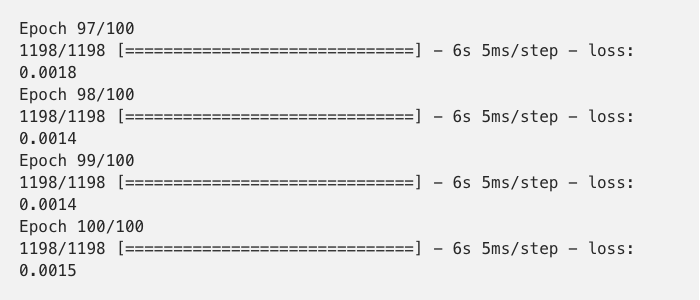 Epoch 97/100
1198/1198 [==============================] - 6s 5ms/step - loss:
0.0018
Epoch 98/100
1198/1198 [==============================] - 6s 5ms/step - loss:
0.0014
Epoch 99/100
1198/1198 [==============================] - 6s 5ms/step - loss:
0.0014
Epoch 100/100
1198/1198 [==============================] - 6s 5ms/step - loss:
0.0015